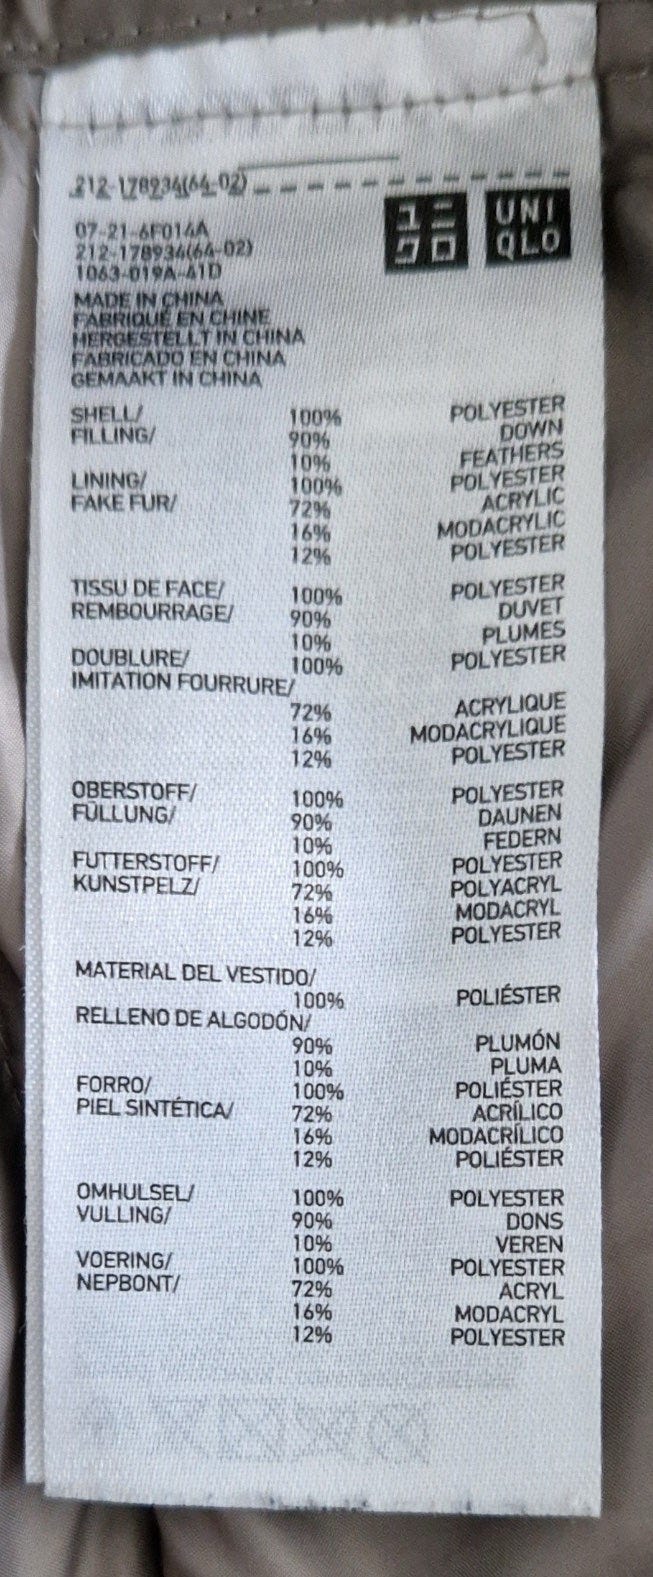 212-178934(64-02)
ユニ
クロ
UNI
QLO
07-21-6F014A
212-178934(64-02)
1063-019A-41D
MADE IN CHINA
FABRIQUÉ EN CHINE
HERGESTELLT IN CHINA
FABRICADO EN CHINA
GEMAAKT IN CHINA
SHELL/ 100% POLYESTER
FILLING/ 90% DOWN
10% FEATHERS
LINING/ 100% POLYESTER
FAKE FUR/ 72% ACRYLIC
16% MODACRYLIC
12% POLYESTER
TISSU DE FACE/ 100% POLYESTER
REMBOURRAGE/ 90% DUVET
10% PLUMES
DOUBLURE/ 100% POLYESTER
IMITATION FOURRURE/
72% ACRYLIQUE
16% MODACRYLIQUE
12% POLYESTER
OBERSTOFF/ 100% POLYESTER
FÜLLUNG/ 90% DAUNEN
10% FEDERN
FUTTERSTOFF/ 100% POLYESTER
KUNSTPELZ/ 72% POLYACRYL
16% MODACRYL
12% POLYESTER
MATERIAL DEL VESTIDO/
100% POLIÉSTER
RELLENO DE ALGODÓN/
90% PLUMÓN
10% PLUMA
FORRO/ 100% POLIÉSTER
PIEL SINTÉTICA/ 72% ACRÍLICO
16% MODACRÍLICO
12% POLIÉSTER
OMHULSEL/ 100% POLYESTER
VULLING/ 90% DONS
10% VEREN
VOERING/ 100% POLYESTER
NEPBONT/ 72% ACRYL
16% MODACRYL
12% POLYESTER